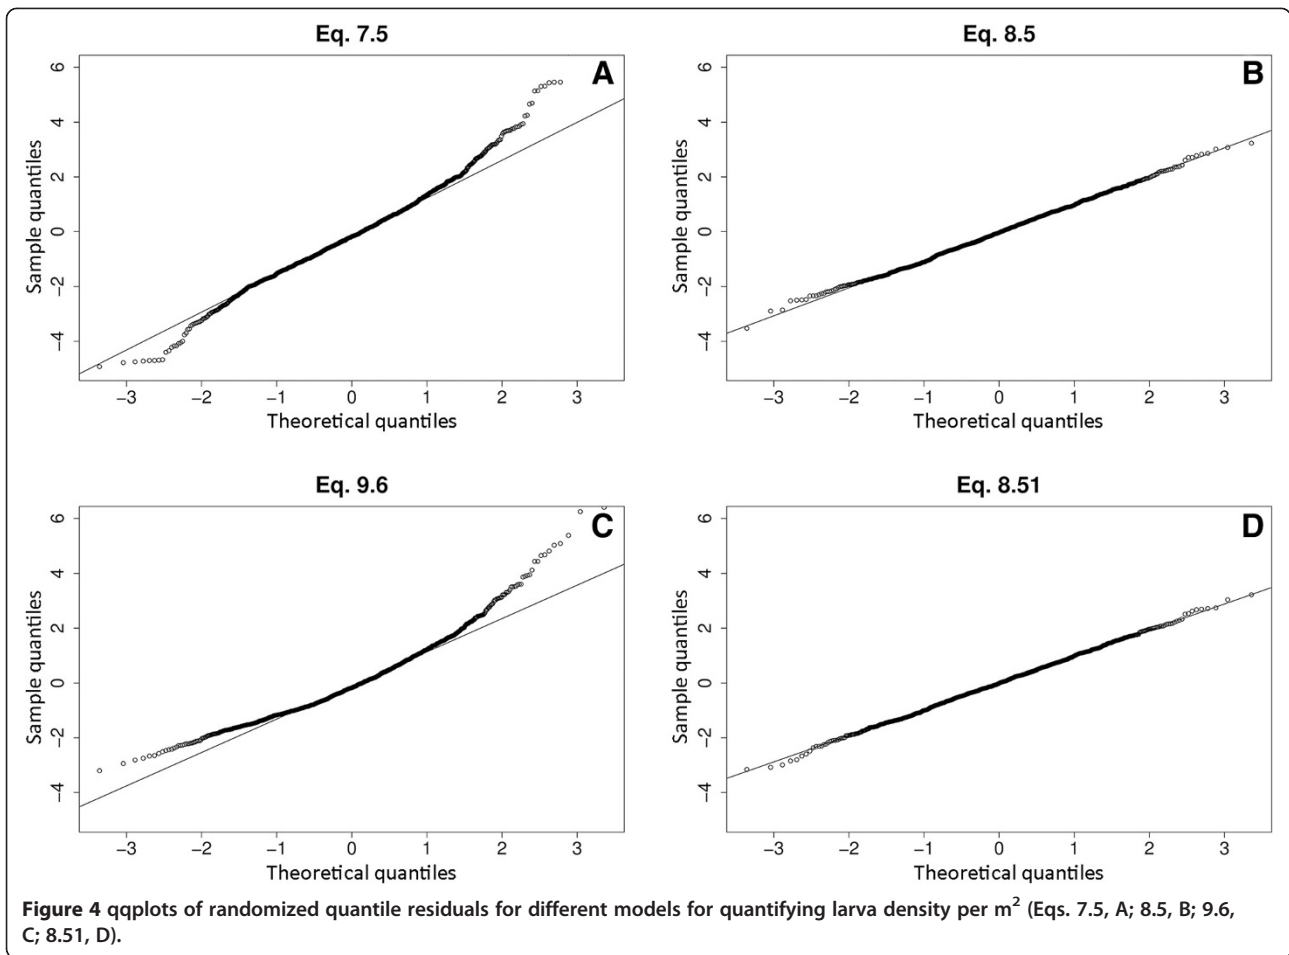 Eq. 7.5
A
6
4
2
0
−2
−4
Sample quantiles
−3 −2 −1 0 1 2 3
Theoretical quantiles
Eq. 8.5
B
6
4
2
0
−2
−4
Sample quantiles
−3 −2 −1 0 1 2 3
Theoretical quantiles
Eq. 9.6
C
6
4
2
0
−2
−4
Sample quantiles
−3 −2 −1 0 1 2 3
Theoretical quantiles
Eq. 8.51
D
6
4
2
0
−2
−4
Sample quantiles
−3 −2 −1 0 1 2 3
Theoretical quantiles
Figure 4 qqplots of randomized quantile residuals for different models for quantifying larva density per m² (Eqs. 7.5, A; 8.5, B; 9.6,
C; 8.51, D).